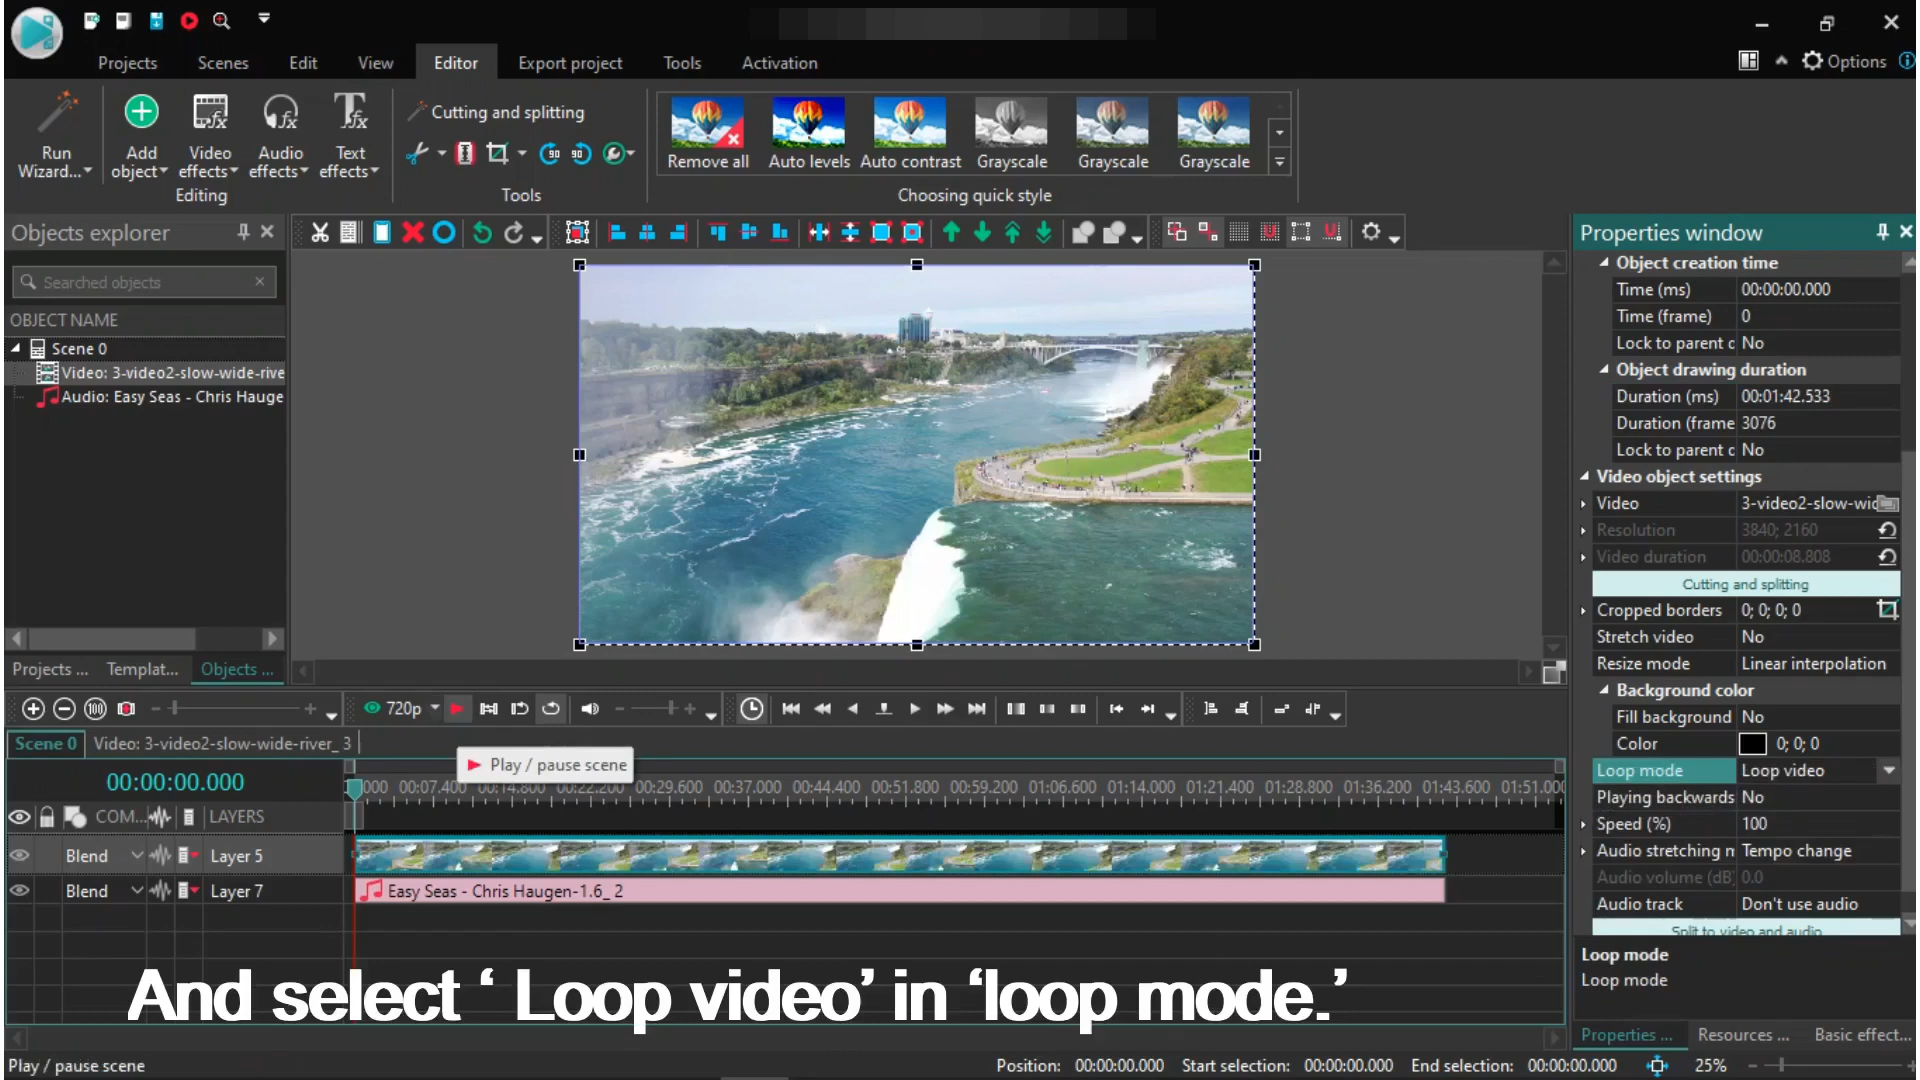 Projects
Scenes
Edit
View
Editor
Export project
Tools
Activation
Options
Run Wizard...
Add object
Video effects
Audio effects
Text effects
Editing
Cutting and splitting
90
90
Tools
Remove all
Auto levels
Auto contrast
Grayscale
Grayscale
Grayscale
Choosing quick style
Objects explorer
Searched objects
OBJECT NAME
Scene 0
Video: 3-video2-slow-wide-rive
Audio: Easy Seas - Chris Hauge
Projects ...
Templat...
Objects ...
Properties window
Object creation time
Time (ms) 00:00:00.000
Time (frame) 0
Lock to parent c No
Object drawing duration
Duration (ms) 00:01:42.533
Duration (frame 3076
Lock to parent c No
Video object settings
Video 3-video2-slow-wic
Resolution 3840; 2160
Video duration 00:00:08.808
Cutting and splitting
Cropped borders 0; 0; 0; 0
Stretch video No
Resize mode Linear interpolation
Background color
Fill background No
Color 0; 0; 0
Loop mode Loop video
Playing backwards No
Speed (%) 100
Audio stretching m Tempo change
Audio volume (dB 0.0
Audio track Don't use audio
Split to video and audio
Loop mode
Loop mode
Properties ...
Resources ...
Basic effect...
100
720p
Scene 0
Video: 3-video2-slow-wide-river_ 3
Play / pause scene
00:00:00.000
000 00:07.400 00:14.800 00:22.200 00:29.600 00:37.000 00:44.400 00:51.800 00:59.200 01:06.600 01:14.000 01:21.400 01:28.800 01:36.200 01:43.600 01:51.00
COM...
LAYERS
Blend Layer 5
Blend Layer 7
Easy Seas - Chris Haugen-1.6_ 2
And select ‘ Loop video’ in ‘loop mode.’
Play / pause scene
Position: 00:00:00.000
Start selection: 00:00:00.000
End selection: 00:00:00.000
25%